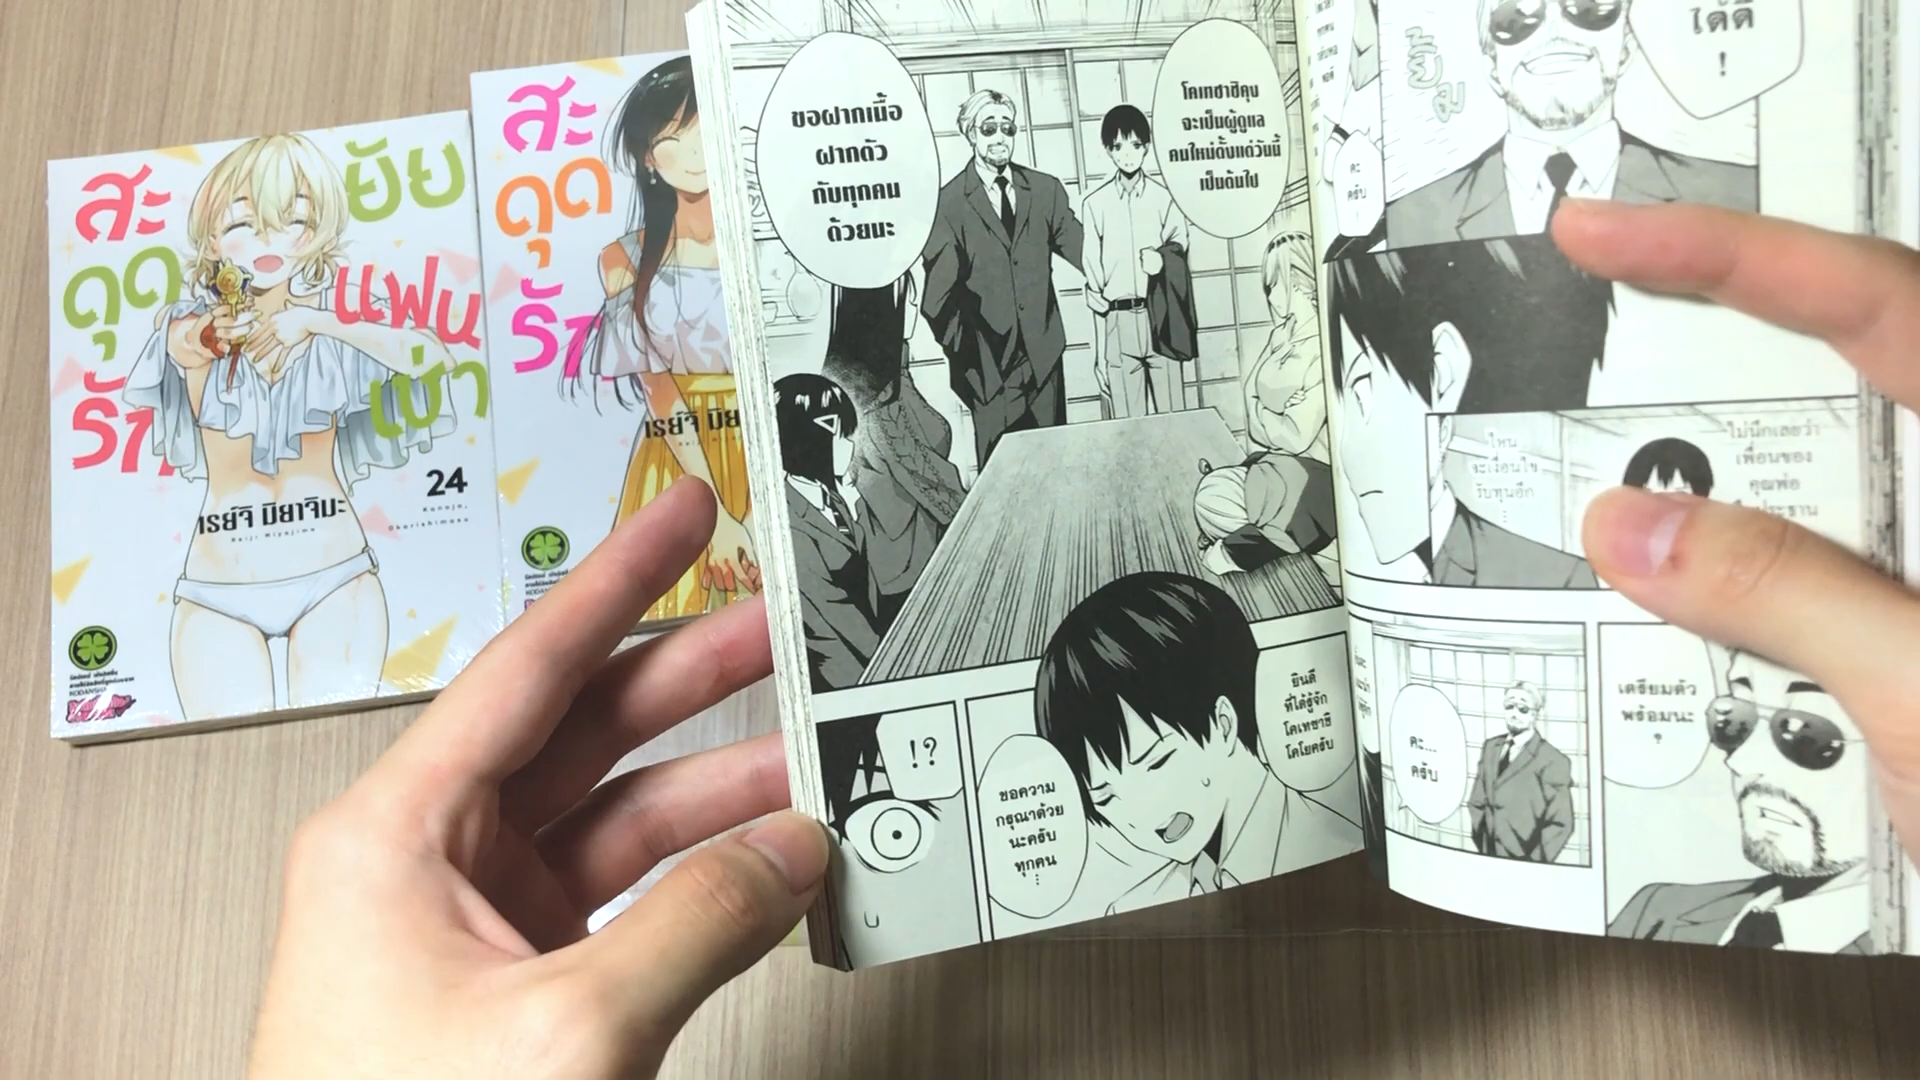 สะ
ดุด
รัก
ยัย
แฟน
เช่า
เรย์จิ มิยาจิมะ
Reiji Miyajima
24
Kanojo,
Okarishimasu
KODANSHA
สะ
ดุด
รัก
เรย์จิ
KODANSHA
ขอฝากเนื้อ
ฝากตัว
กับทุกคน
ด้วยนะ
โคเทฮาชิคุง
จะเป็นผู้ดูแล
คนใหม่ตั้งแต่วันนี้
เป็นต้นไป
!?
ขอความ
กรุณาด้วย
นะครับ
ทุกคน
...
ยินดี
ที่ได้รู้จัก
โคเทฮาชิ
โคโยครับ
ได้ดี
!
ยิ้ม
คะ
ครับ
ไหน
จะเงื่อนไข
รับทุนอีก
...
ไม่นึกเลยว่า
เพื่อนของ
คุณพ่อ
คะ...
ครับ
เตรียมตัว
พร้อมนะ
?